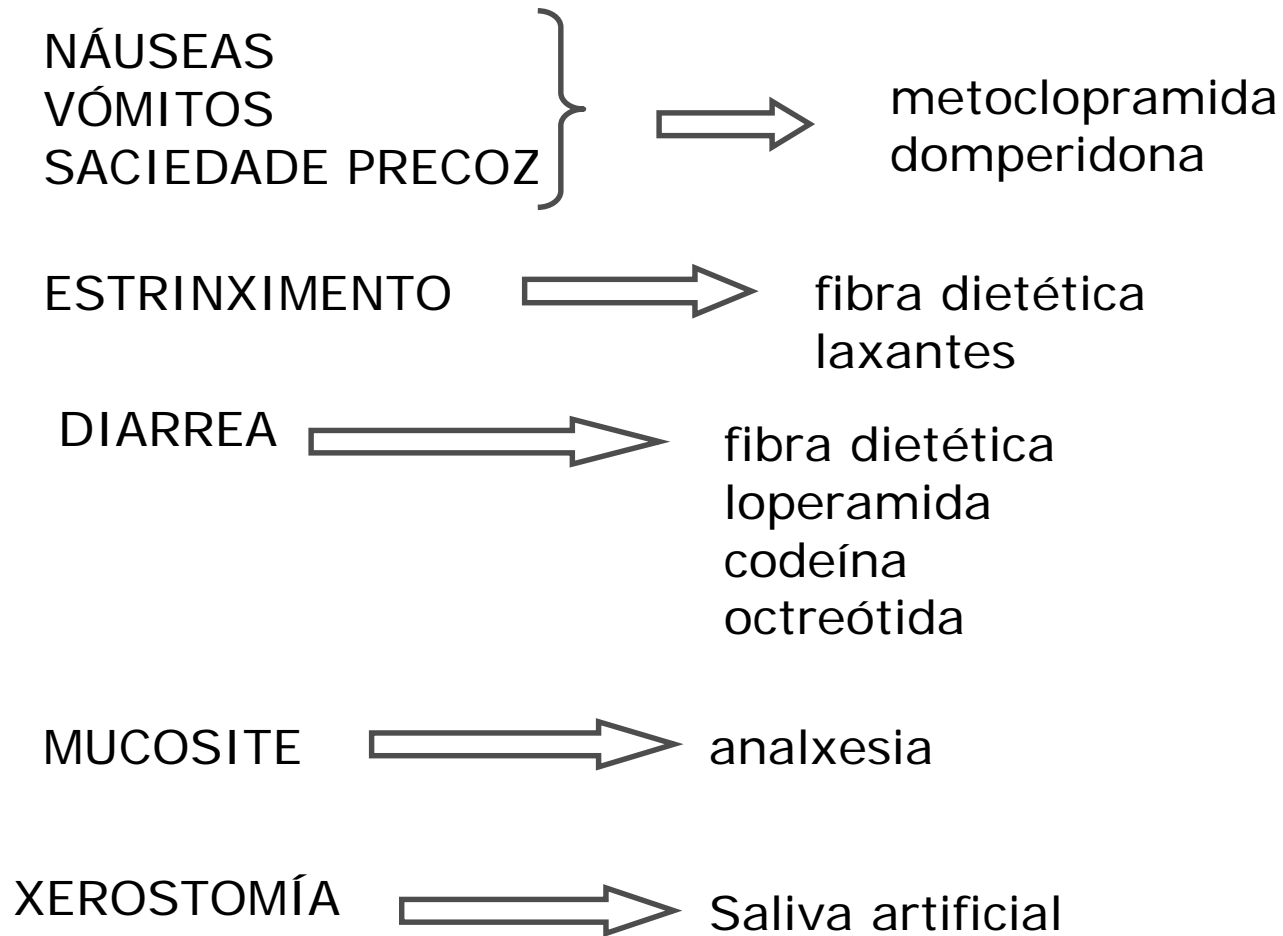 NÁUSEAS
VÓMITOS
SACIEDADE PRECOZ
metoclopramida
domperidona
ESTRINXIMENTO
fibra dietética
laxantes
DIARREA
fibra dietética
loperamida
codeína
octreótida
MUCOSITE
analxesia
XEROSTOMÍA
Saliva artificial